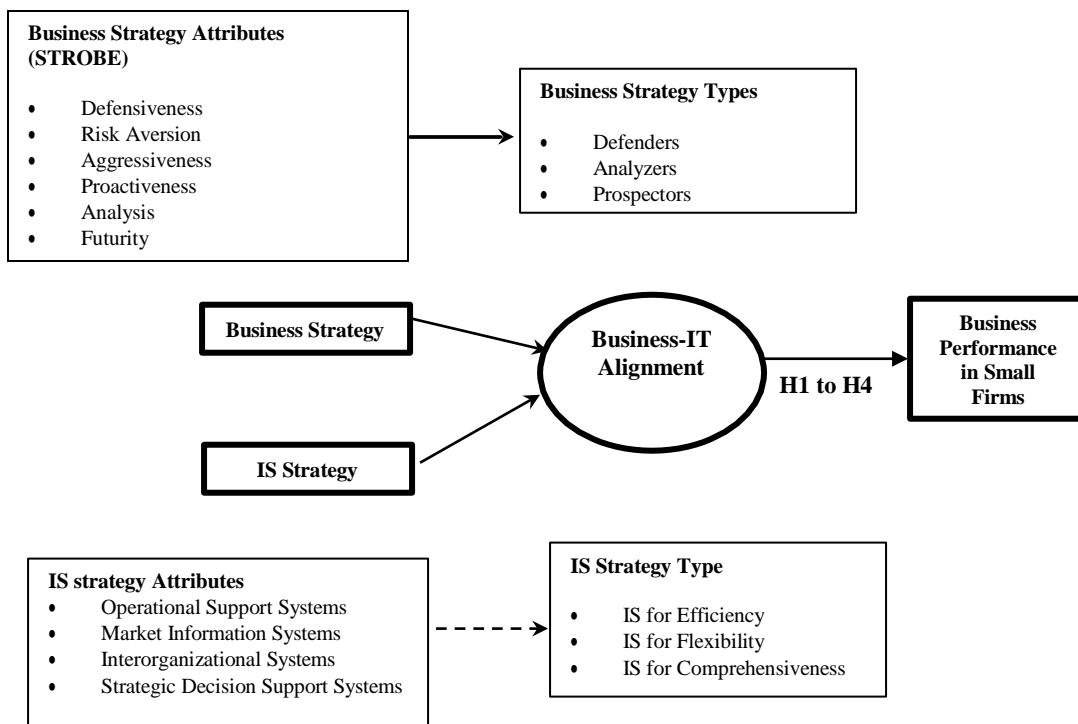 Business Strategy Attributes
(STROBE)
• Defensiveness
• Risk Aversion
• Aggressiveness
• Proactiveness
• Analysis
• Futurity
Business Strategy Types
• Defenders
• Analyzers
• Prospectors
Business Strategy
IS Strategy
Business-IT
Alignment
H1 to H4
Business
Performance
in Small
Firms
IS strategy Attributes
• Operational Support Systems
• Market Information Systems
• Interorganizational Systems
• Strategic Decision Support Systems
IS Strategy Type
• IS for Efficiency
• IS for Flexibility
• IS for Comprehensiveness